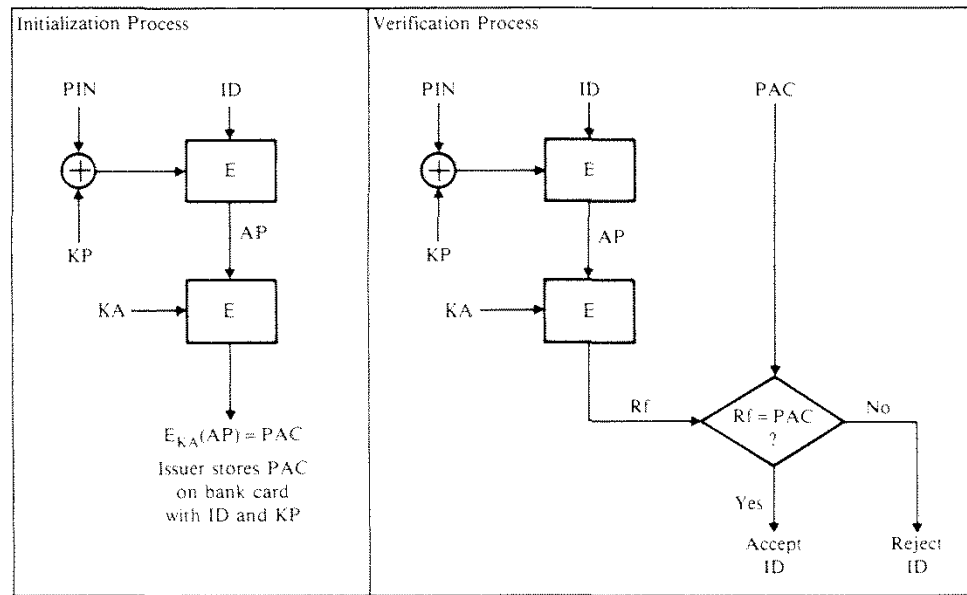 Initialization Process
PIN
ID
E
KP
AP
KA
E
E_KA(AP) = PAC
Issuer stores PAC
on bank card
with ID and KP
Verification Process
PIN
ID
PAC
E
KP
AP
KA
E
Rf
Rf = PAC
?
No
Yes
Accept
ID
Reject
ID